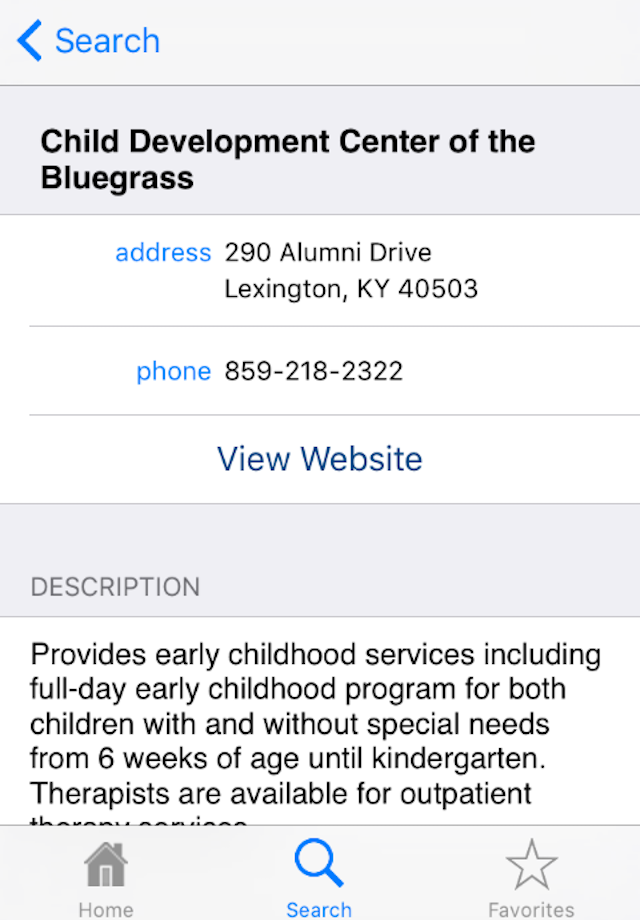 Search
Child Development Center of the
Bluegrass
address 290 Alumni Drive
Lexington, KY 40503
phone 859-218-2322
View Website
DESCRIPTION
Provides early childhood services including
full-day early childhood program for both
children with and without special needs
from 6 weeks of age until kindergarten.
Therapists are available for outpatient
therapy services
Home Search Favorites